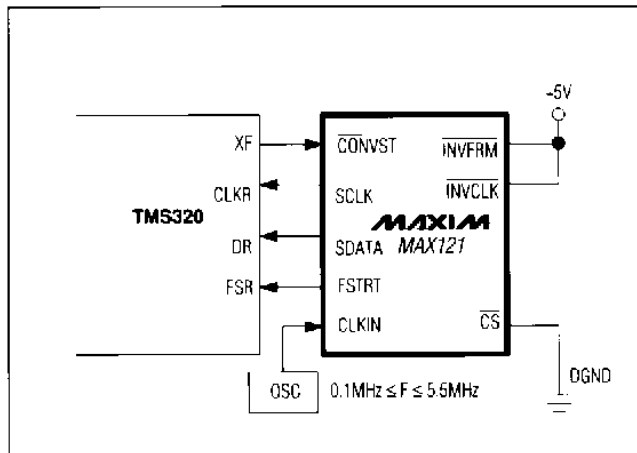 -5V
XF
CONVST
INVFRM
CLKR
SCLK
INVCLK
TMS320
MAXIM
MAX121
DR
SDATA
FSR
FSTRT
CLKIN
CS
OSC
0.1MHz ≤ F ≤ 5.5MHz
DGND